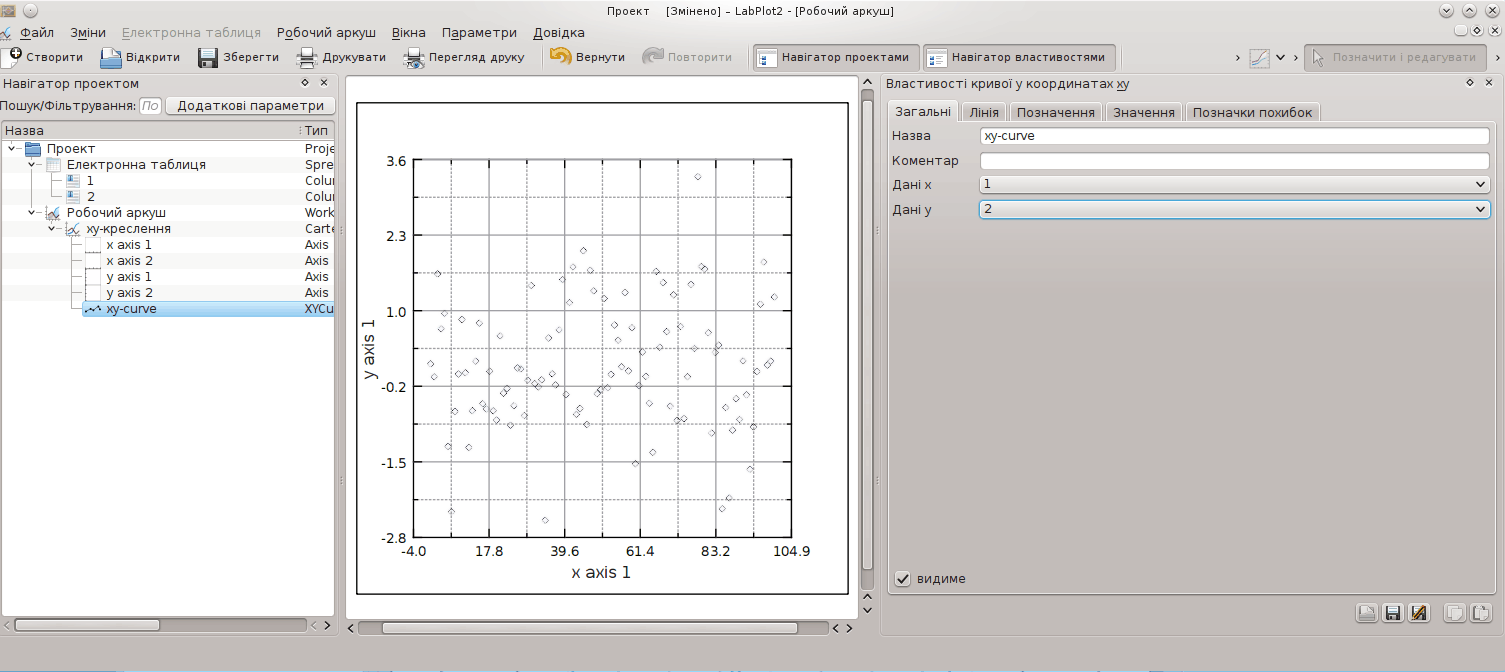 Проект [Змінено] – LabPlot2 - [Робочий аркуш]
Файл Зміни Електронна таблиця Робочий аркуш Вікна Параметри Довідка
Створити Відкрити Зберегти Друкувати Перегляд друку Вернути Повторити Навігатор проектами Навігатор властивостями Позначити і редагувати
Навігатор проектом
Пошук/Фільтрування: По Додаткові параметри
Назва Тип
Проект Proje
Електронна таблиця Spre
1 Colu
2 Colu
Робочий аркуш Work
xy-креслення Carte
x axis 1 Axis
x axis 2 Axis
y axis 1 Axis
y axis 2 Axis
xy-curve XYCu
3.6
2.3
1.0
-0.2
-1.5
-2.8
y axis 1
-4.0 17.8 39.6 61.4 83.2 104.9
x axis 1
Властивості кривої у координатах xy
Загальні Лінія Позначення Значення Позначки похибок
Назва xy-curve
Коментар
Дані x 1
Дані y 2
видиме